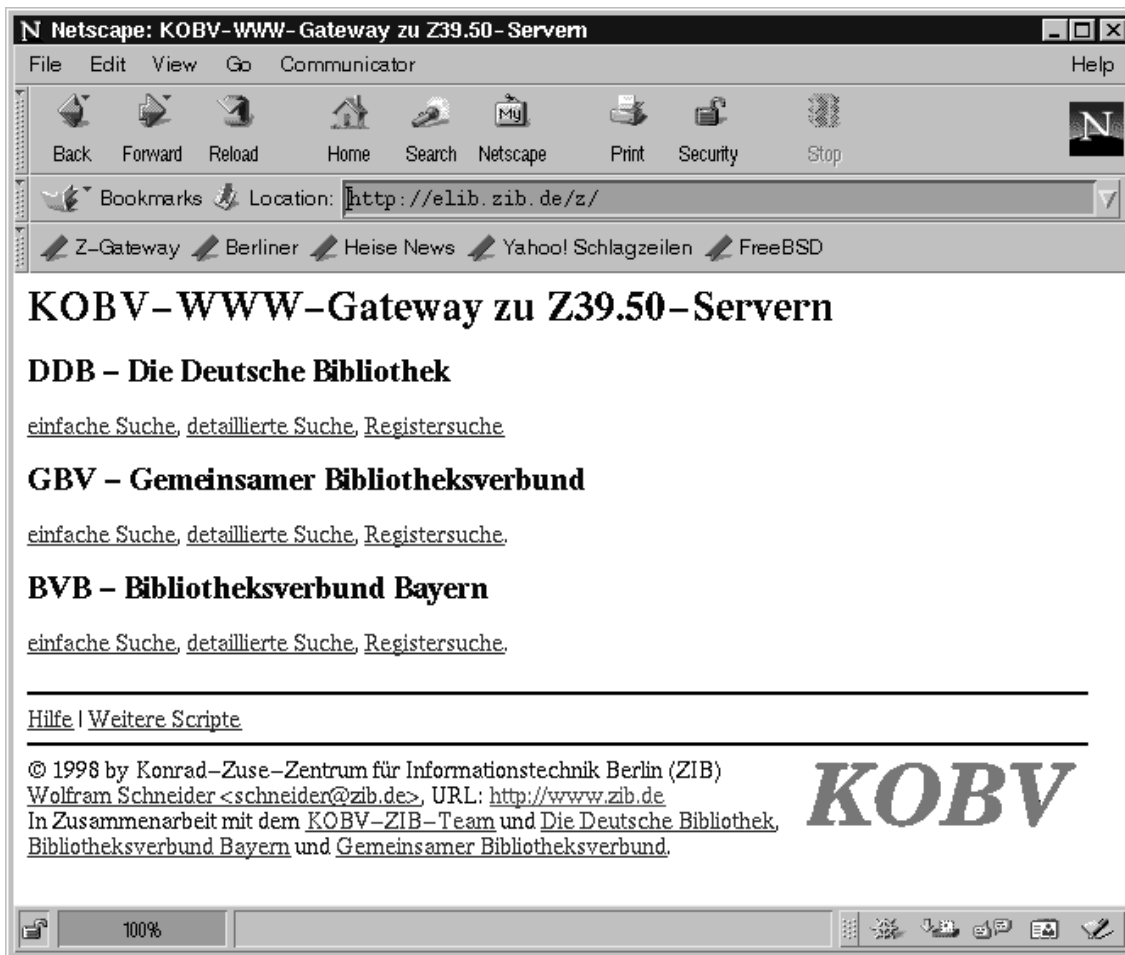 N Netscape: KOBV-WWW-Gateway zu Z39.50-Servern
File Edit View Go Communicator Help
My N
Back Forward Reload Home Search Netscape Print Security Stop
Bookmarks Location: http://elib.zib.de/z/
Z-Gateway Berliner Heise News Yahoo! Schlagzeilen FreeBSD
KOBV-WWW-Gateway zu Z39.50-Servern
DDB - Die Deutsche Bibliothek
einfache Suche, detaillierte Suche, Registersuche
GBV - Gemeinsamer Bibliotheksverbund
einfache Suche, detaillierte Suche, Registersuche.
BVB - Bibliotheksverbund Bayern
einfache Suche, detaillierte Suche, Registersuche.
Hilfe | Weitere Scripte
© 1998 by Konrad-Zuse-Zentrum für Informationstechnik Berlin (ZIB)
Wolfram Schneider <schneider@zib.de>, URL: http://www.zib.de
In Zusammenarbeit mit dem KOBV-ZIB-Team und Die Deutsche Bibliothek,
Bibliotheksverbund Bayern und Gemeinsamer Bibliotheksverbund.
KOBV
100%